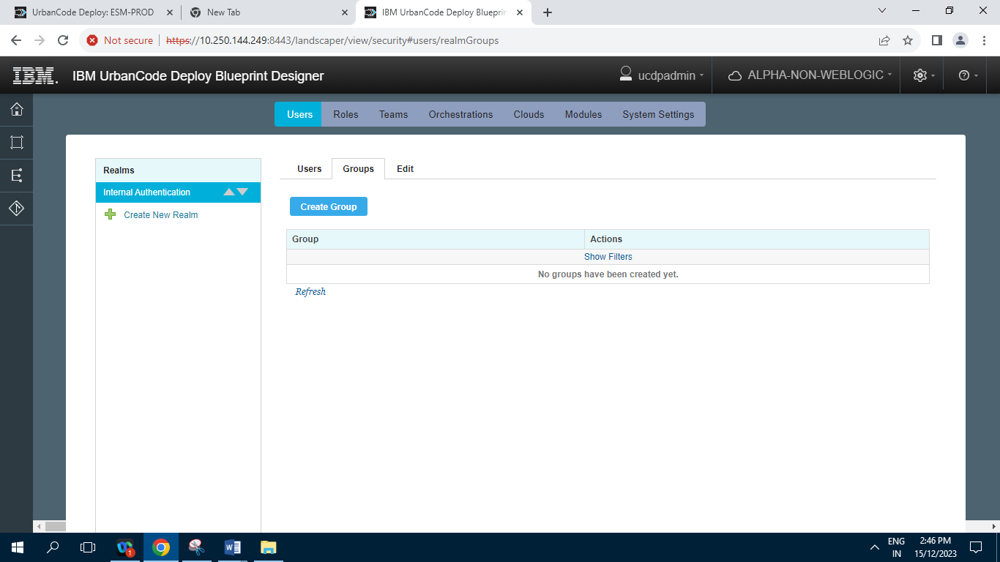 UrbanCode Deploy: ESM-PROD
New Tab
IBM UrbanCode Deploy Blueprin
Not secure https://10.250.144.249:8443/landscaper/view/security#users/realmGroups
IBM. IBM UrbanCode Deploy Blueprint Designer
ucdpadmin
ALPHA-NON-WEBLOGIC
Users Roles Teams Orchestrations Clouds Modules System Settings
Realms
Internal Authentication
Create New Realm
Users Groups Edit
Create Group
Group Actions
Show Filters
No groups have been created yet.
Refresh
1
W
ENG
IN
2:46 PM
15/12/2023